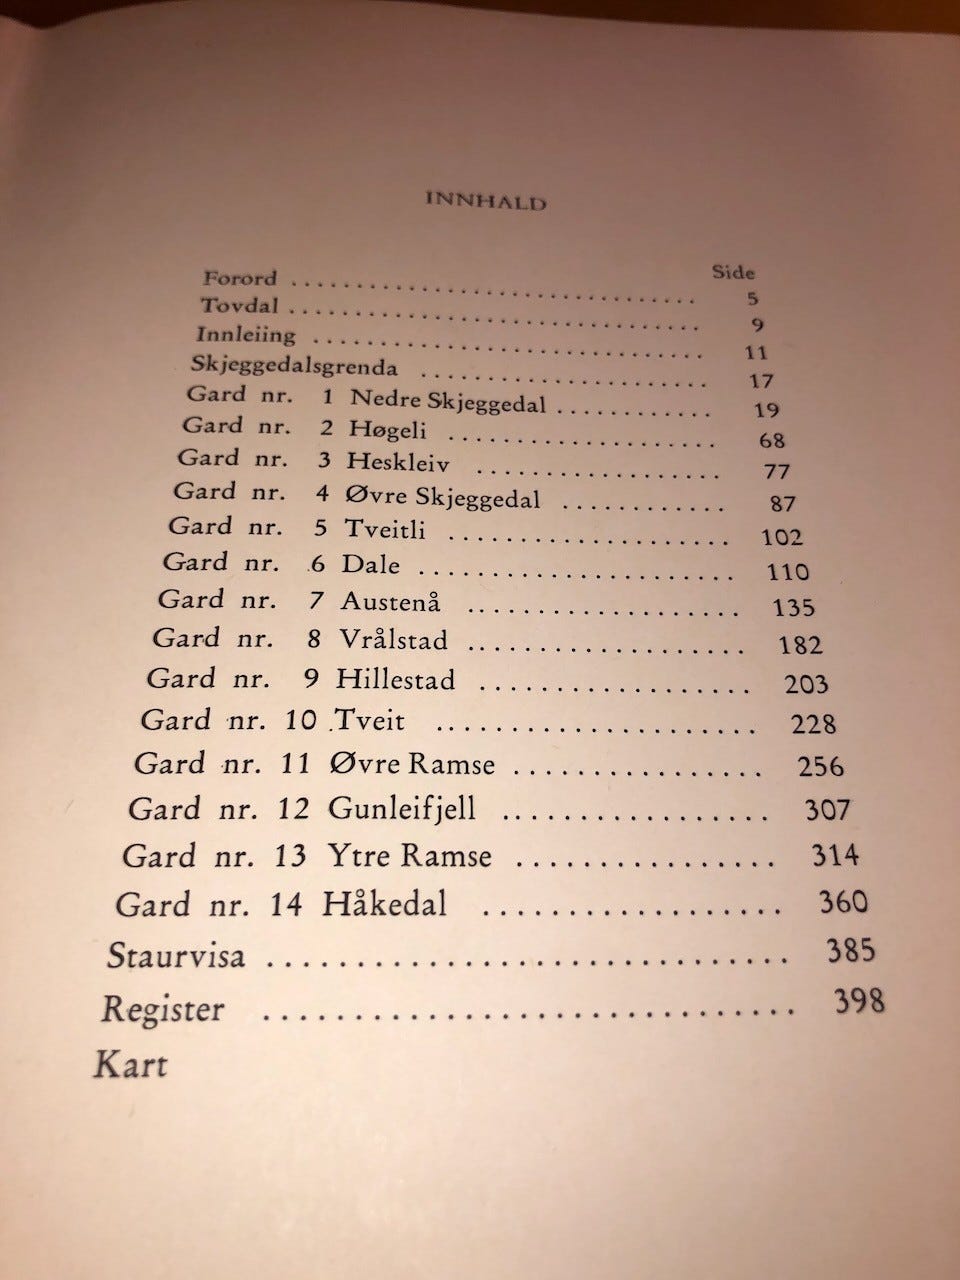 INNHALD
Side
Forord ................................ 5
Tovdal ................................ 9
Innleiing .............................. 11
Skjeggedalsgrenda ...................... 17
Gard nr. 1 Nedre Skjeggedal ............ 19
Gard nr. 2 Høgeli ..................... 68
Gard nr. 3 Heskleiv ................... 77
Gard nr. 4 Øvre Skjeggedal ............ 87
Gard nr. 5 Tveitli .................... 102
Gard nr. 6 Dale ....................... 110
Gard nr. 7 Austenå .................... 135
Gard nr. 8 Vrålstad ................... 182
Gard nr. 9 Hillestad .................. 203
Gard nr. 10 Tveit ..................... 228
Gard nr. 11 Øvre Ramse ................ 256
Gard nr. 12 Gunleifjell ................ 307
Gard nr. 13 Ytre Ramse ................ 314
Gard nr. 14 Håkedal ................... 360
Staurvisa .............................. 385
Register ............................... 398
Kart